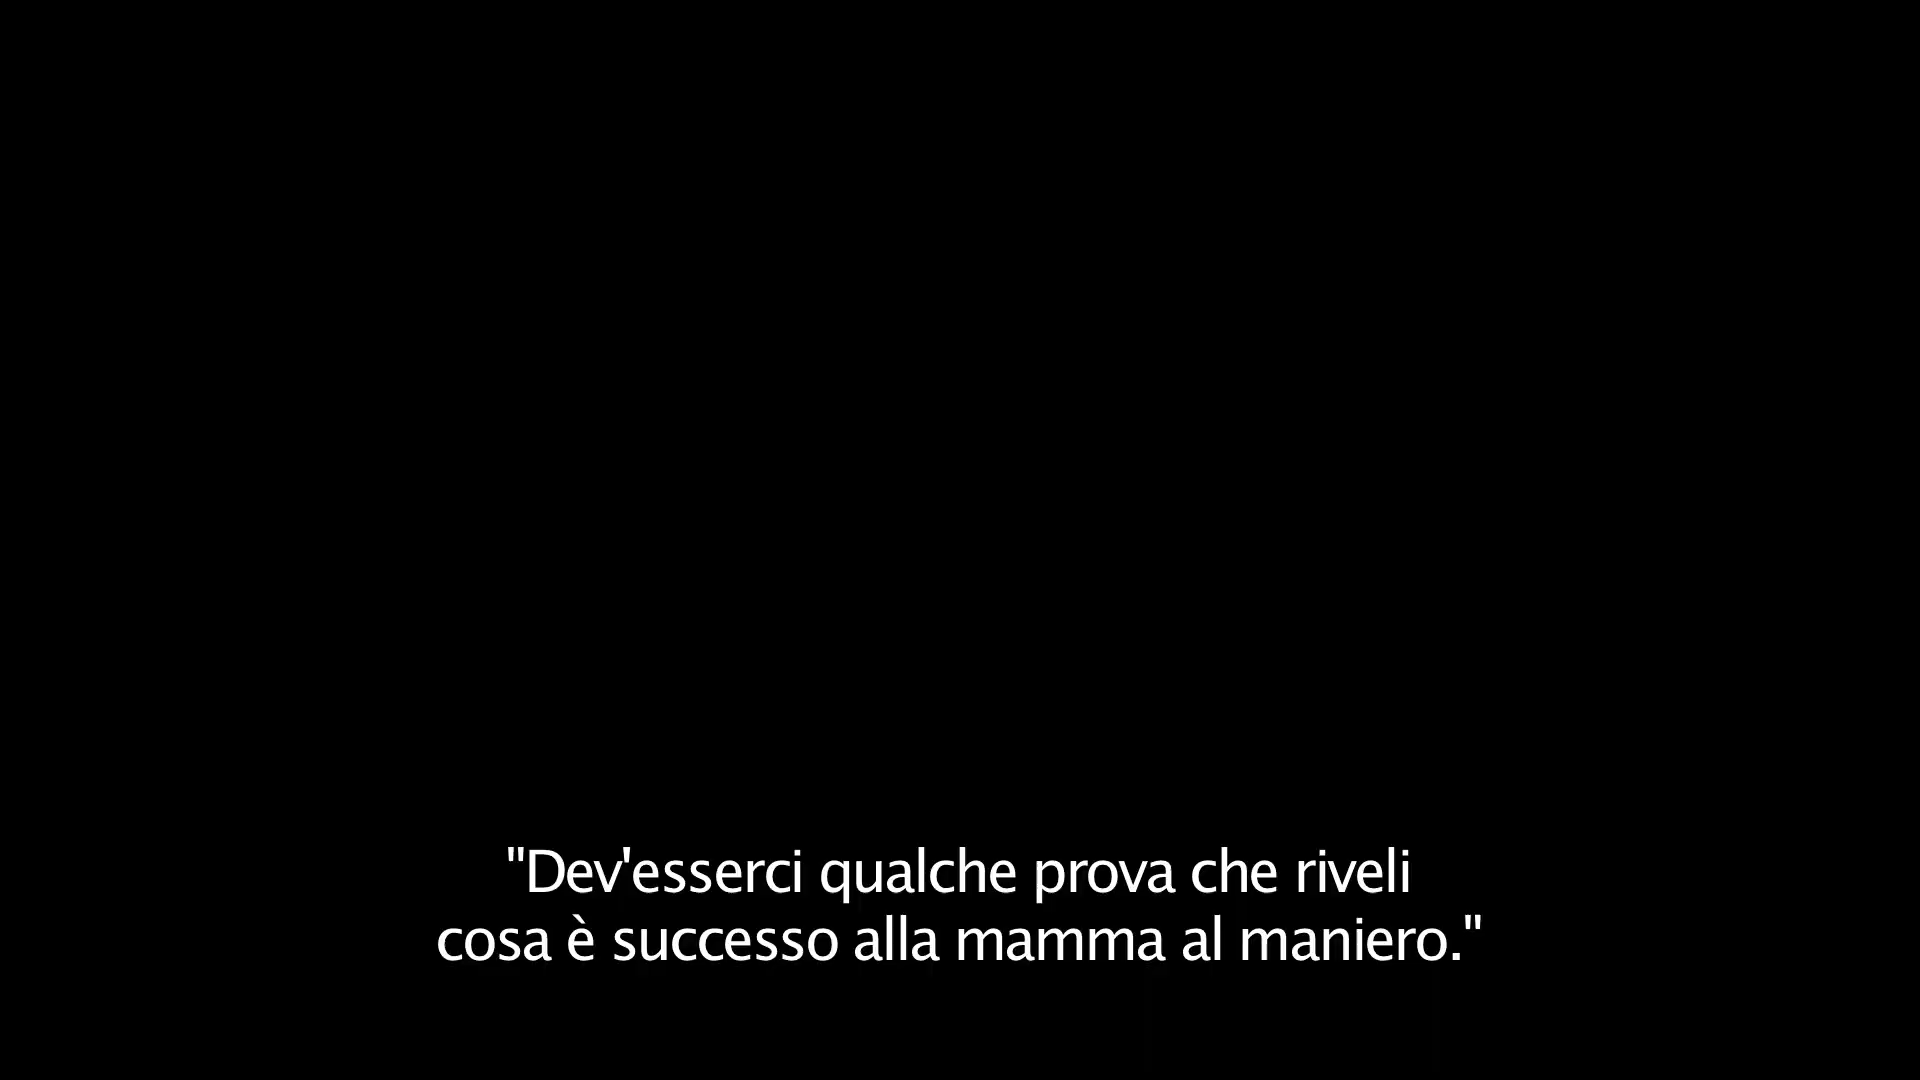 "Dev'esserci qualche prova che riveli
cosa è successo alla mamma al maniero."